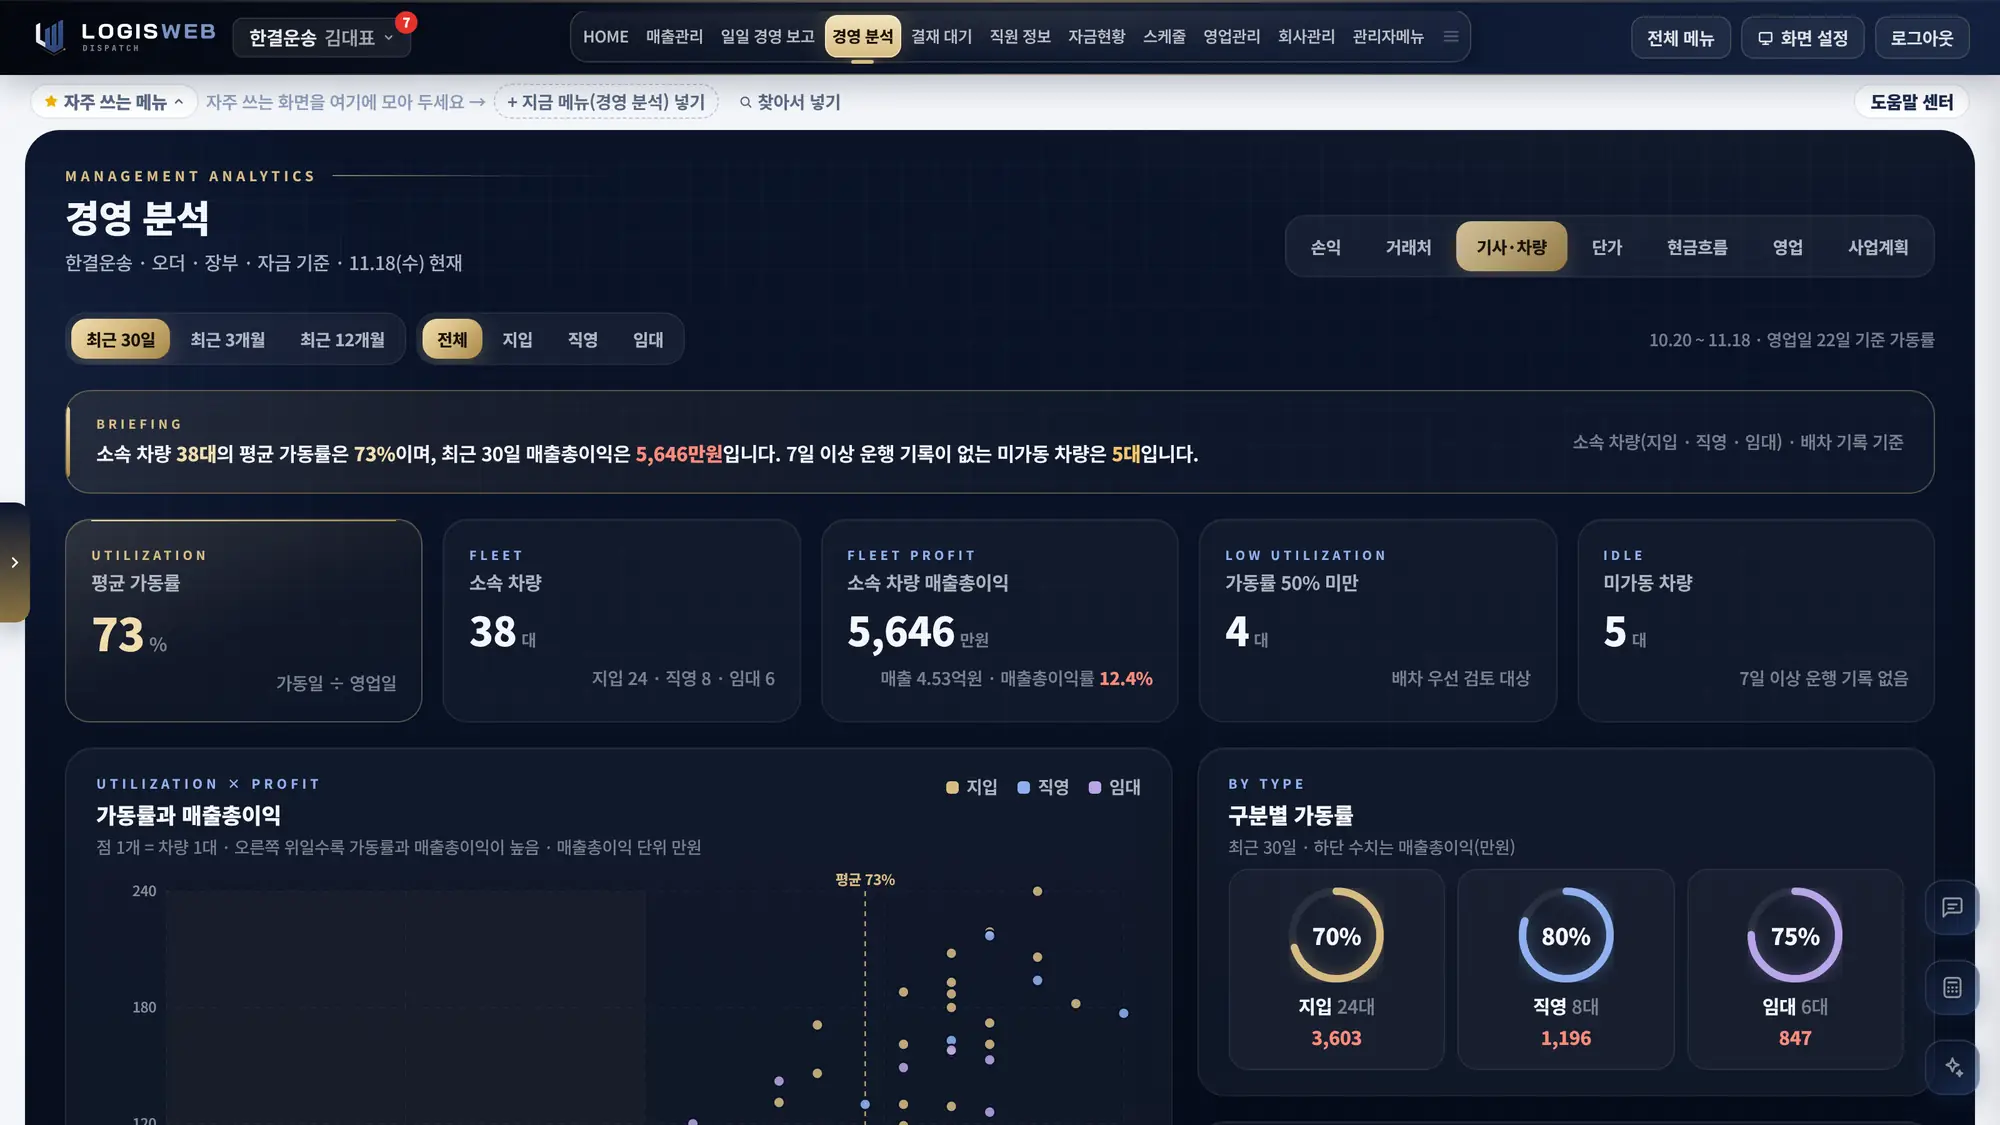 LOGISWEB
DISPATCH
한결운송 김대표
7
HOME 매출관리 일일 경영 보고 경영 분석 결재 대기 직원 정보 자금현황 스케줄 영업관리 회사관리 관리자메뉴
전체 메뉴 화면 설정 로그아웃
★ 자주 쓰는 메뉴 자주 쓰는 화면을 여기에 모아 두세요 → + 지금 메뉴(경영 분석) 넣기 찾아서 넣기 도움말 센터
MANAGEMENT ANALYTICS
경영 분석
한결운송 · 오더 · 장부 · 자금 기준 · 11.18(수) 현재
손익 거래처 기사·차량 단가 현금흐름 영업 사업계획
최근 30일 최근 3개월 최근 12개월 전체 지입 직영 임대
10.20 ~ 11.18 · 영업일 22일 기준 가동률
BRIEFING
소속 차량 38대의 평균 가동률은 73%이며, 최근 30일 매출총이익은 5,646만원입니다. 7일 이상 운행 기록이 없는 미가동 차량은 5대입니다.
소속 차량(지입 · 직영 · 임대) · 배차 기록 기준
UTILIZATION
평균 가동률
73 %
가동일 ÷ 영업일
FLEET
소속 차량
38 대
지입 24 · 직영 8 · 임대 6
FLEET PROFIT
소속 차량 매출총이익
5,646 만원
매출 4.53억원 · 매출총이익률 12.4%
LOW UTILIZATION
가동률 50% 미만
4 대
배차 우선 검토 대상
IDLE
미가동 차량
5 대
7일 이상 운행 기록 없음
UTILIZATION × PROFIT
가동률과 매출총이익
점 1개 = 차량 1대 · 오른쪽 위일수록 가동률과 매출총이익이 높음 · 매출총이익 단위 만원
지입 직영 임대
평균 73%
240
180
120
BY TYPE
구분별 가동률
최근 30일 · 하단 수치는 매출총이익(만원)
70%
지입 24대
3,603
80%
직영 8대
1,196
75%
임대 6대
847